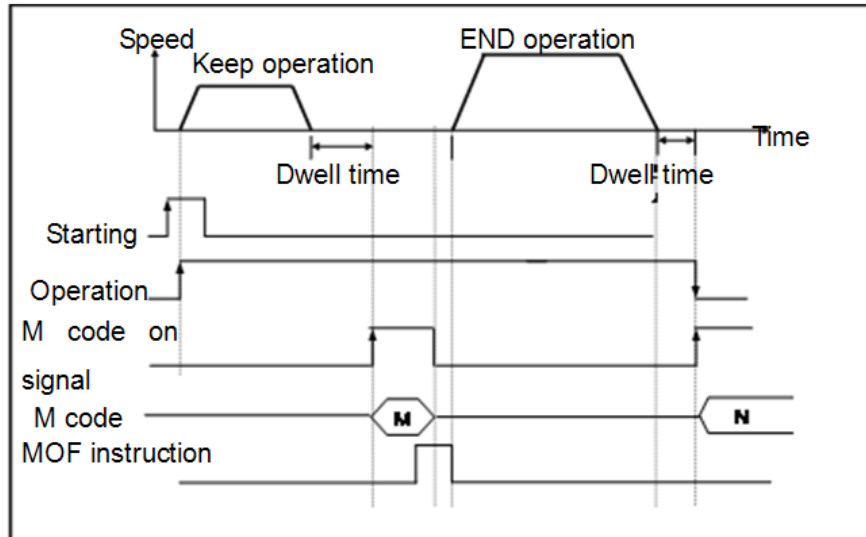 Speed
END operation
Keep operation
Time
Dwell time
Dwell time
Starting
Operation
M code on
signal
M code
M
N
MOF instruction